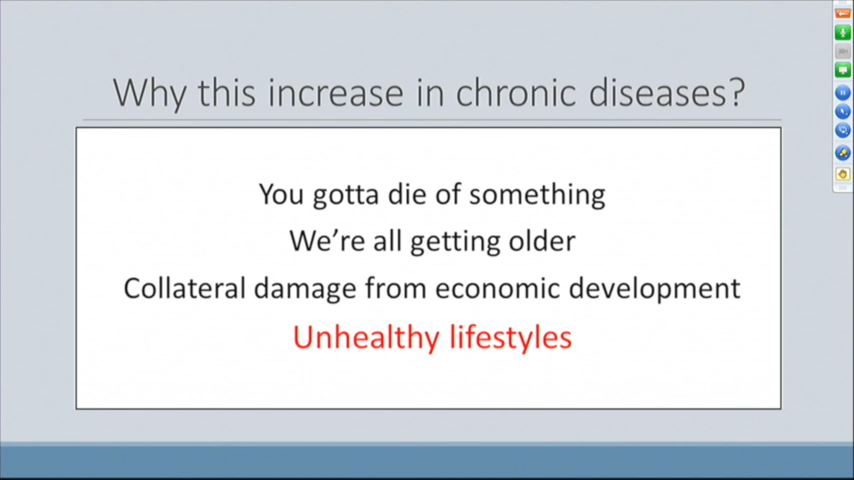 Why this increase in chronic diseases?
You gotta die of something
We're all getting older
Collateral damage from economic development
Unhealthy lifestyles